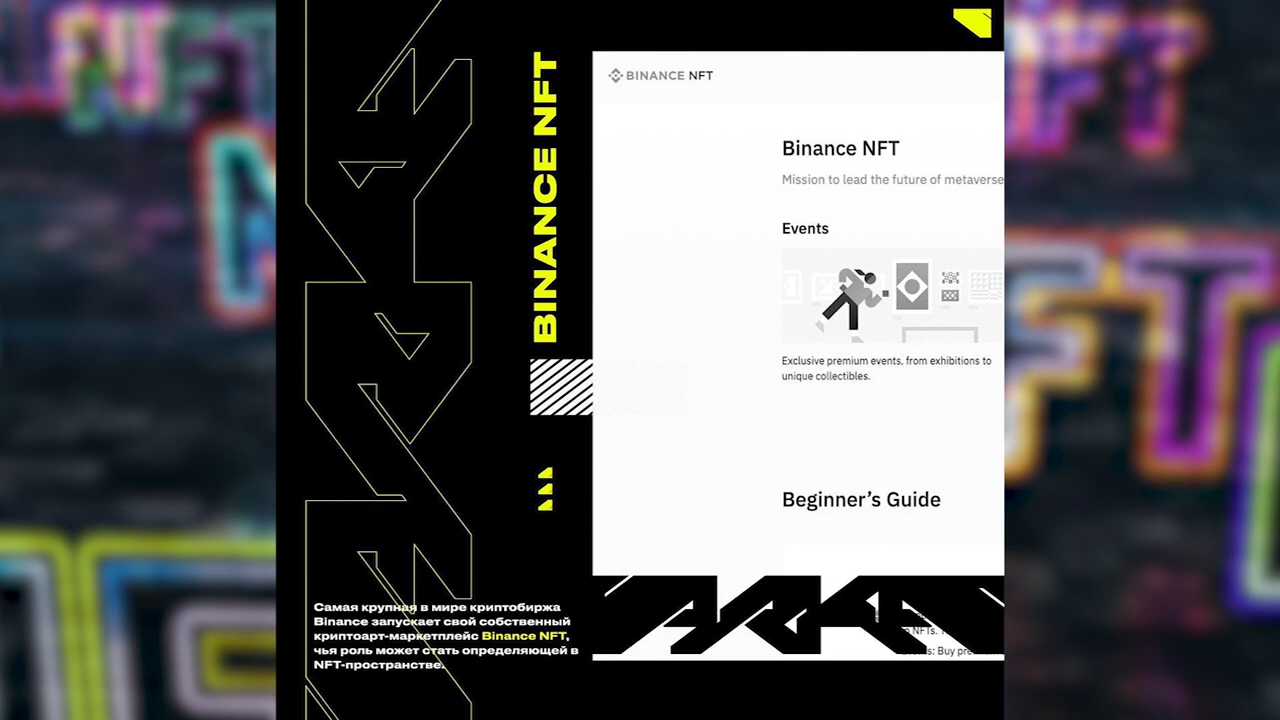 BINANCE NFT
BINANCE NFT
Binance NFT
Mission to lead the future of metaverse
Events
Exclusive premium events, from exhibitions to
unique collectibles.
Beginner’s Guide
NFTs.
Buy
Самая крупная в мире криптобиржа
Binance запускает свой собственный
криптоарт-маркетплейс Binance NFT,
чья роль может стать определяющей в
NFT-пространстве.